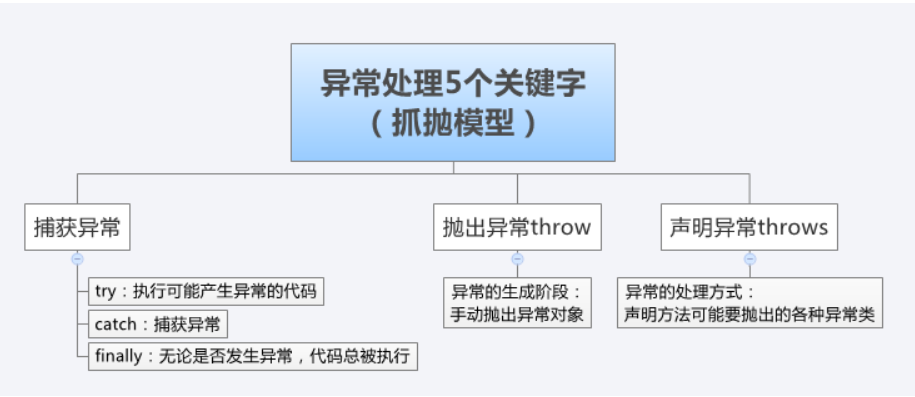 异常处理5个关键字
（抓抛模型）
捕获异常
try：执行可能产生异常的代码
catch：捕获异常
finally：无论是否发生异常，代码总被执行
抛出异常throw
异常的生成阶段：
手动抛出异常对象
声明异常throws
异常的处理方式：
声明方法可能要抛出的各种异常类